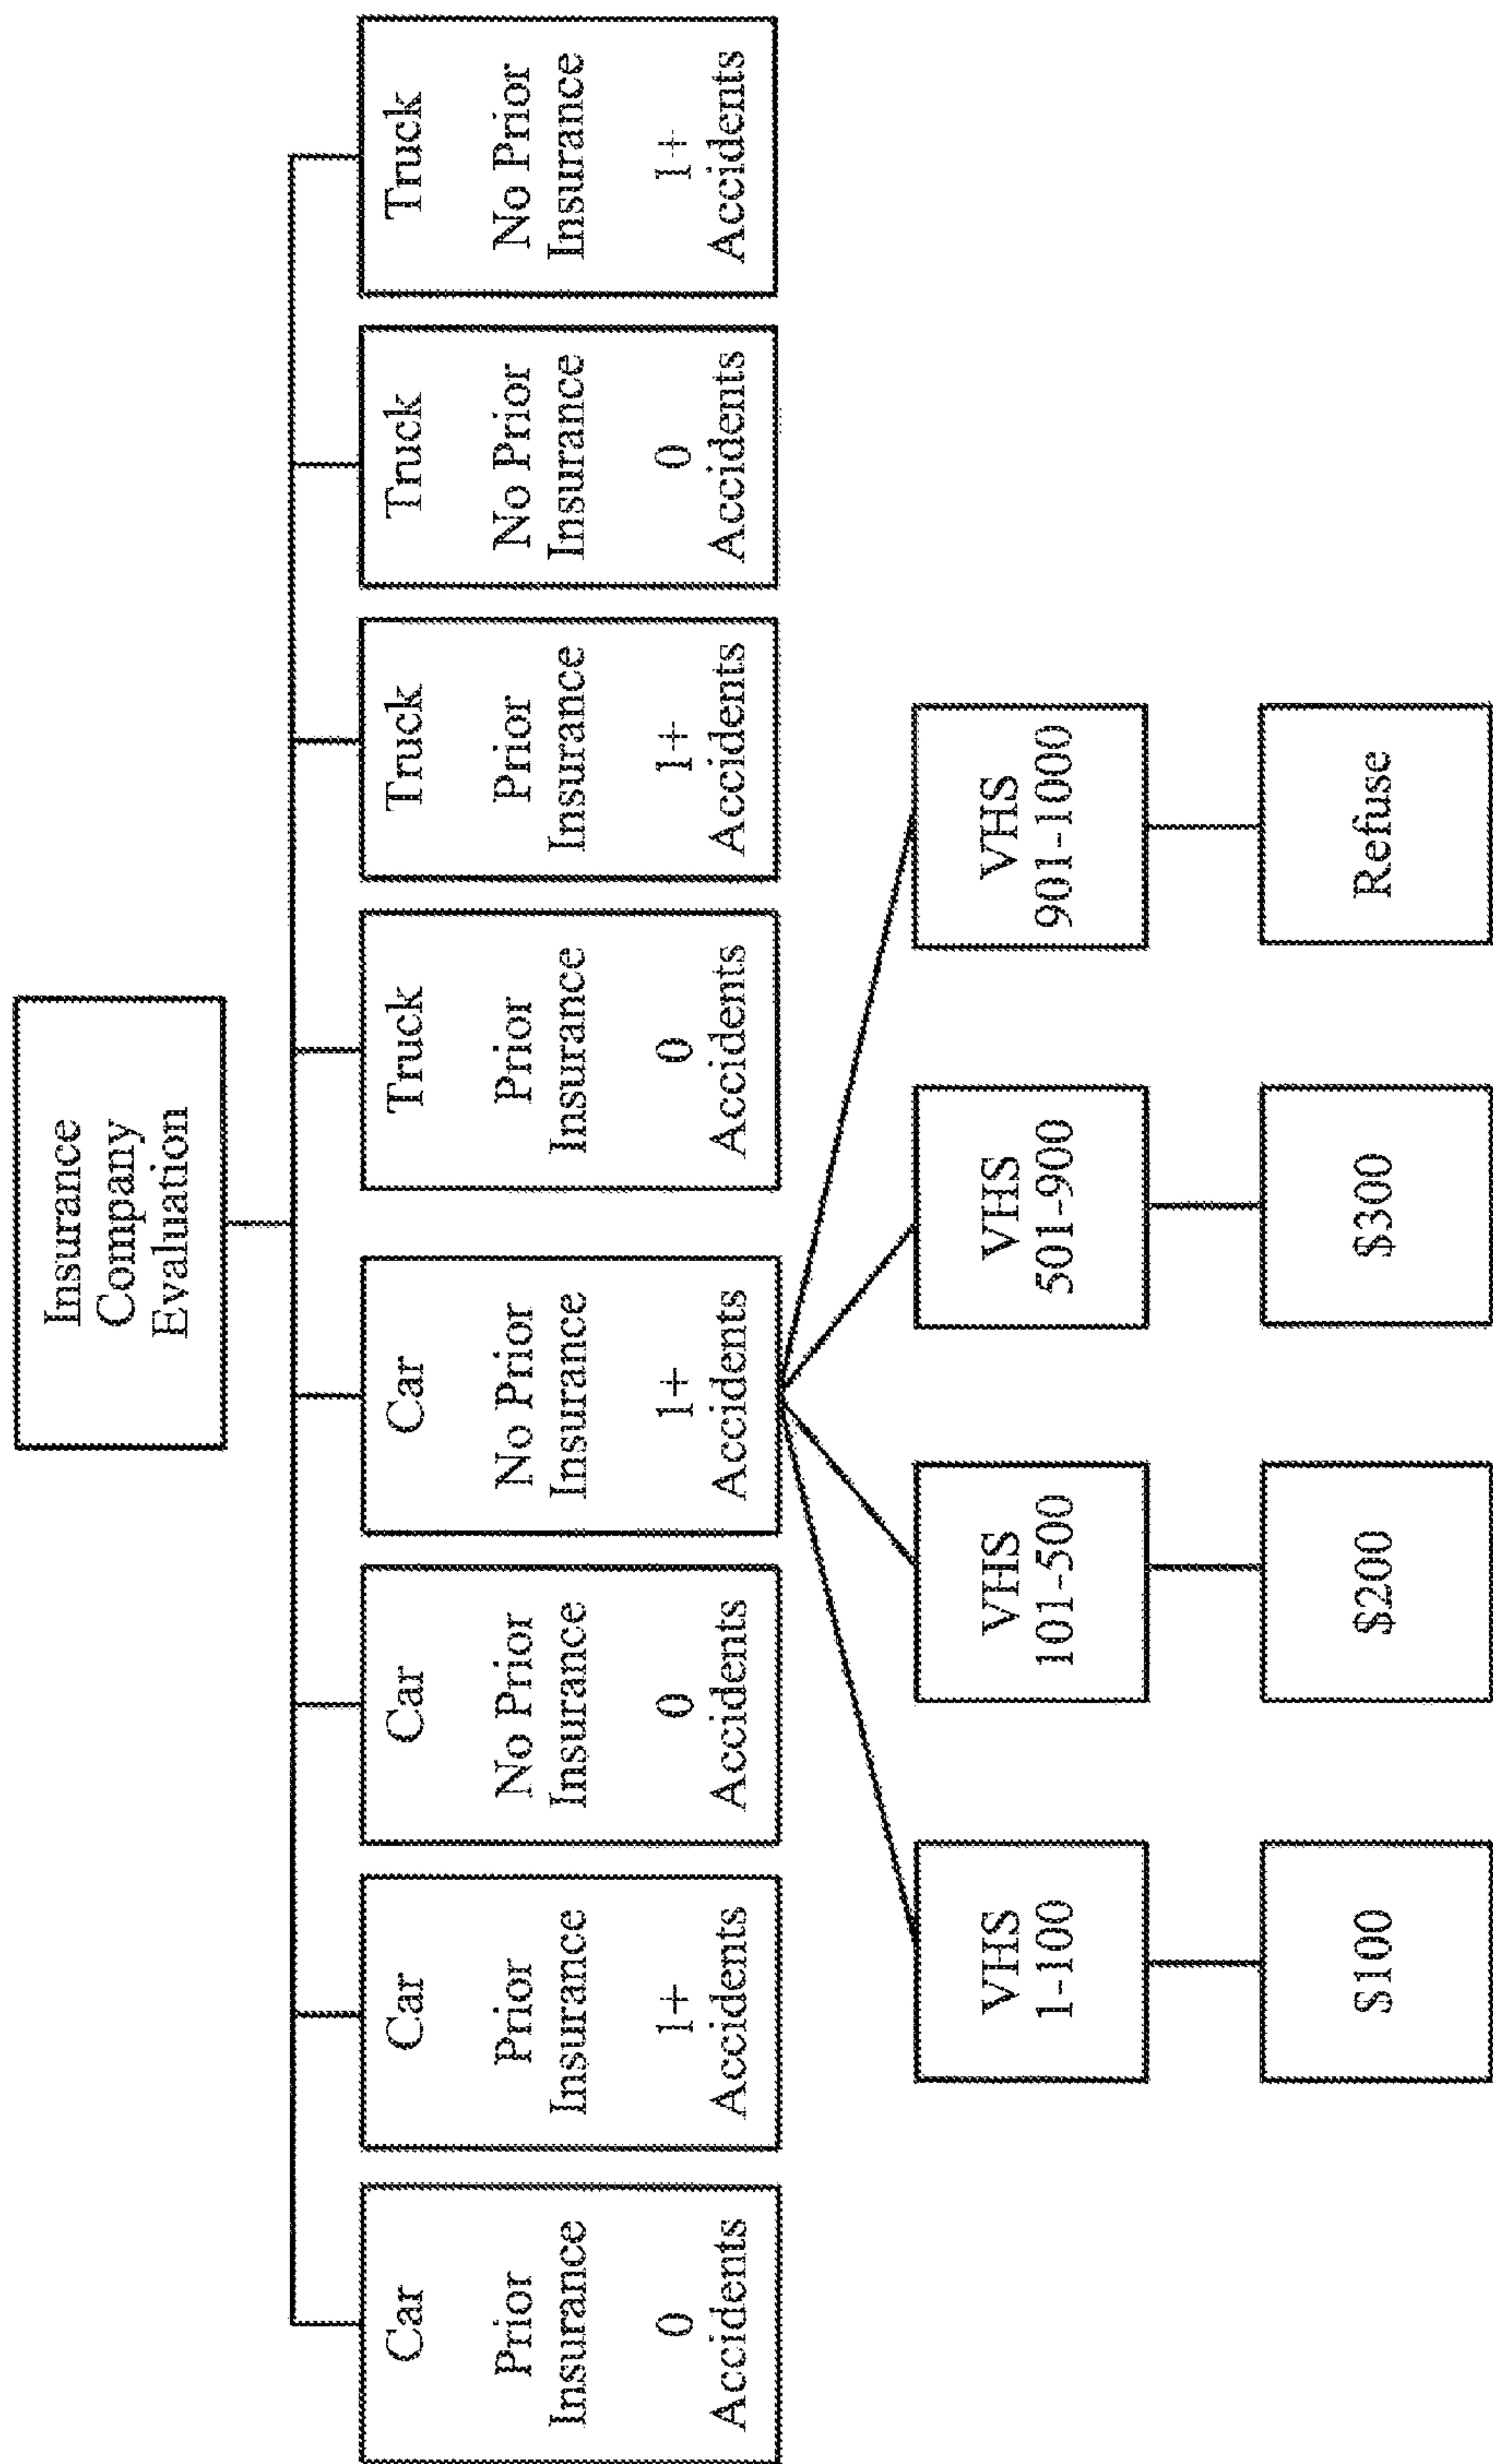 Insurance
Company
Evaluation
Car
Prior
Insurance
0
Accidents
Car
Prior
Insurance
1+
Accidents
Car
No Prior
Insurance
0
Accidents
Car
No Prior
Insurance
1+
Accidents
Truck
Prior
Insurance
0
Accidents
Truck
Prior
Insurance
1+
Accidents
Truck
No Prior
Insurance
0
Accidents
Truck
No Prior
Insurance
1+
Accidents
VHS
1-100
VHS
101-500
VHS
501-900
VHS
901-1000
$100
$200
$300
Refuse